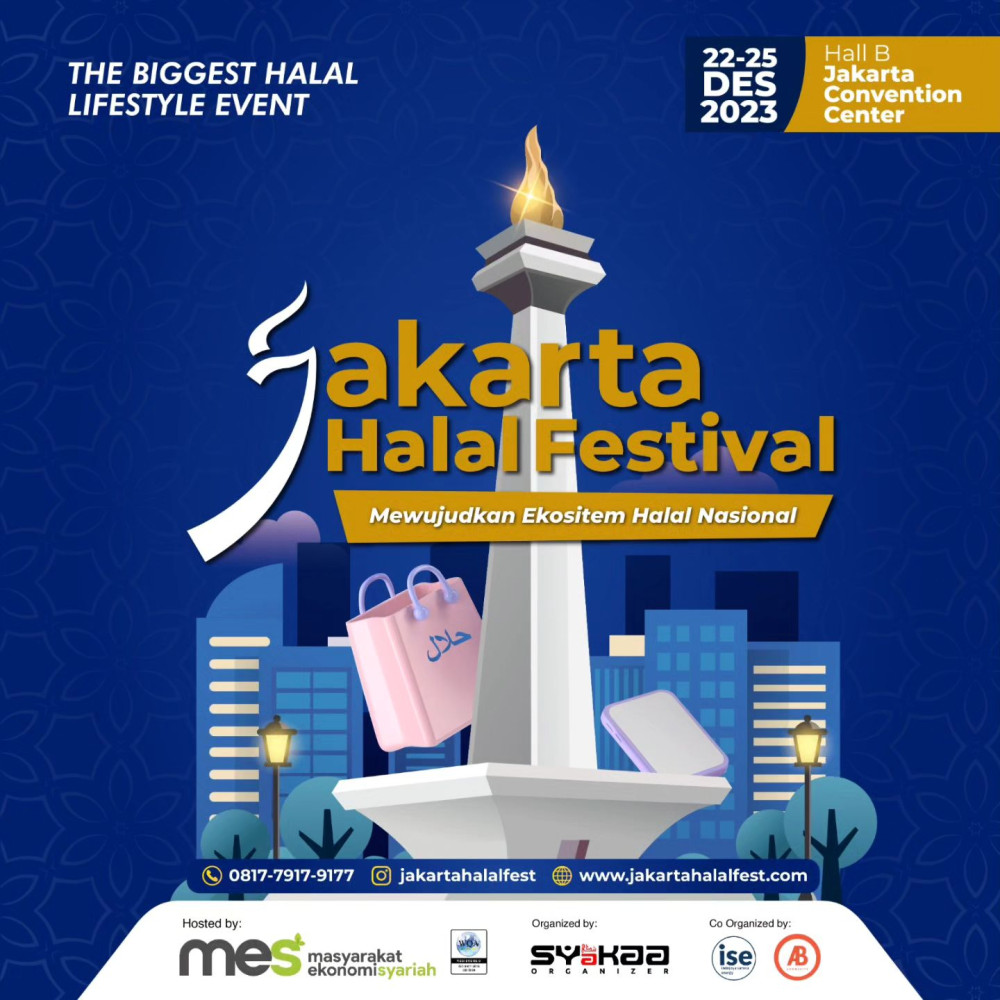 THE BIGGEST HALAL
LIFESTYLE EVENT
22-25
DES
2023
Hall B
Jakarta
Convention
Center
Jakarta
Halal Festival
Mewujudkan Ekositem Halal Nasional
حلال
0817-7917-9177
jakartahalalfest
www.jakartahalalfest.com
Hosted by:
mes masyarakat
ekonomisyariah
WQA
Organized by:
SYAKAA
ORGANIZER
Co Organized by:
ise
AB